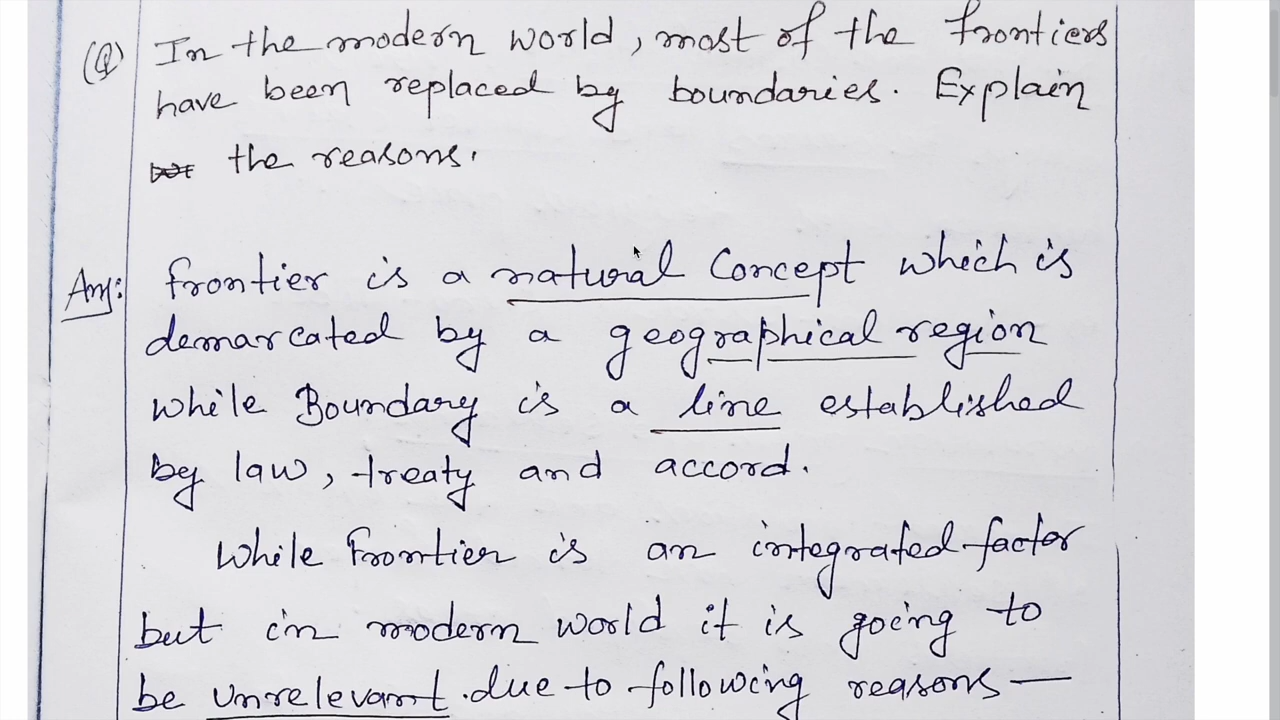 (Q) In the modern world, most of the frontiers
have been replaced by boundaries. Explain
the reasons.
Ans: Frontier is a natural Concept which is
demarcated by a geographical region
while Boundary is a line established
by law, treaty and accord.
While Frontier is an integrated factor
but in modern world it is going to
be unrelevant due to following reasons —